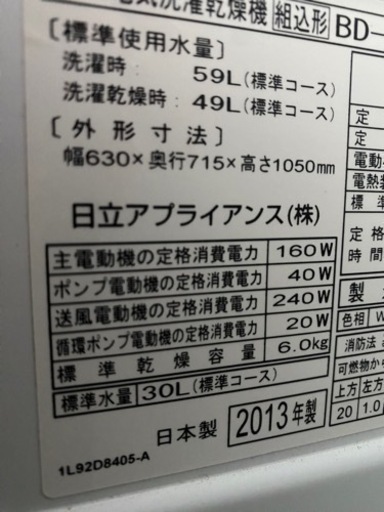 電気洗濯乾燥機 組込形 BD-
〔標準使用水量〕
洗濯時： 59L(標準コース)
洗濯乾燥時：49L(標準コース)
〔外形寸法〕
幅630×奥行715×高さ1050mm
日立アプライアンス(株)
主電動機の定格消費電力 160W
ポンプ電動機の定格消費電力 40W
送風電動機の定格消費電力 240W
循環ポンプ電動機の定格消費電力 20W
標準乾燥容量 6.0kg
標準水量 30L(標準コース)
日本製 2013年製
1L92D8405-A
定
定
電動
電熱装
標準
定格
時間
製
色相 W
消防法
可燃物か
上方 左方
20 1.0